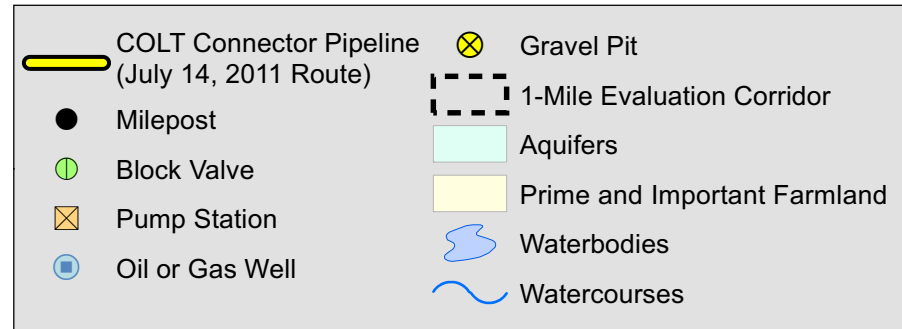 COLT Connector Pipeline
(July 14, 2011 Route)
Milepost
Block Valve
Pump Station
Oil or Gas Well
Gravel Pit
1-Mile Evaluation Corridor
Aquifers
Prime and Important Farmland
Waterbodies
Watercourses